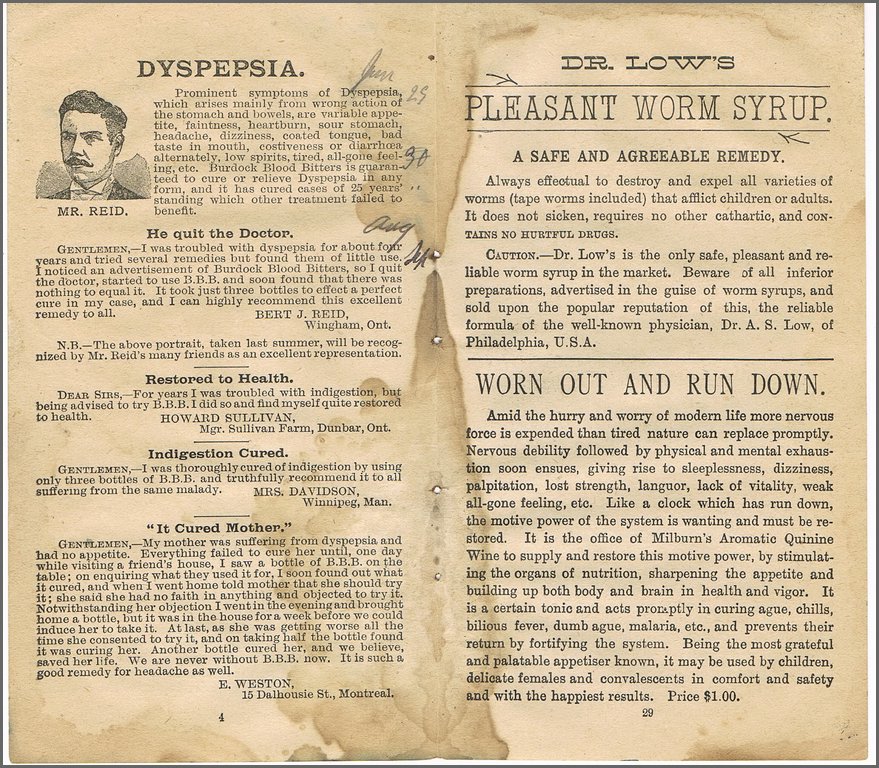 DYSPEPSIA.
Prominent symptoms of Dyspepsia,
which arises mainly from wrong action of
the stomach and bowels, are variable appe-
tite, faintness, heartburn, sour stomach,
headache, dizziness, coated tongue, bad
taste in mouth, costiveness or diarrhœa
alternately, low spirits, tired, all-gone feel-
ing, etc. Burdock Blood Bitters is guaran-
teed to cure or relieve Dyspepsia in any
form, and it has cured cases of 25 years'
standing which other treatment failed to
benefit.
MR. REID.
Jun
29
30
"
Aug
He quit the Doctor.
GENTLEMEN,—I was troubled with dyspepsia for about four
years and tried several remedies but found them of little use.
I noticed an advertisement of Burdock Blood Bitters, so I quit
the doctor, started to use B.B.B. and soon found that there was
nothing to equal it. It took just three bottles to effect a perfect
cure in my case, and I can highly recommend this excellent
remedy to all. BERT J. REID,
Wingham, Ont.
N.B.—The above portrait, taken last summer, will be recog-
nized by Mr. Reid's many friends as an excellent representation.
Restored to Health.
DEAR SIRS,—For years I was troubled with indigestion, but
being advised to try B.B.B. I did so and find myself quite restored
to health. HOWARD SULLIVAN,
Mgr. Sullivan Farm, Dunbar, Ont.
Indigestion Cured.
GENTLEMEN,—I was thoroughly cured of indigestion by using
only three bottles of B.B.B. and truthfully recommend it to all
suffering from the same malady. MRS. DAVIDSON,
Winnipeg, Man.
"It Cured Mother."
GENTLEMEN,—My mother was suffering from dyspepsia and
had no appetite. Everything failed to cure her until, one day
while visiting a friend's house, I saw a bottle of B.B.B. on the
table; on enquiring what they used it for, I soon found out what
it cured, and when I went home told mother that she should try
it; she said she had no faith in anything and objected to try it.
Notwithstanding her objection I went in the evening and brought
home a bottle, but it was in the house for a week before we could
induce her to take it. At last, as she was getting worse all the
time she consented to try it, and on taking half the bottle found
it was curing her. Another bottle cured her, and we believe,
saved her life. We are never without B.B.B. now. It is such a
good remedy for headache as well.
E. WESTON,
15 Dalhousie St., Montreal.
4
DR. LOW'S
PLEASANT WORM SYRUP.
A SAFE AND AGREEABLE REMEDY.
Always effectual to destroy and expel all varieties of
worms (tape worms included) that afflict children or adults.
It does not sicken, requires no other cathartic, and CON-
TAINS NO HURTFUL DRUGS.
CAUTION.—Dr. Low's is the only safe, pleasant and re-
liable worm syrup in the market. Beware of all inferior
preparations, advertised in the guise of worm syrups, and
sold upon the popular reputation of this, the reliable
formula of the well-known physician, Dr. A. S. Low, of
Philadelphia, U.S.A.
WORN OUT AND RUN DOWN.
Amid the hurry and worry of modern life more nervous
force is expended than tired nature can replace promptly.
Nervous debility followed by physical and mental exhaus-
tion soon ensues, giving rise to sleeplessness, dizziness,
palpitation, lost strength, languor, lack of vitality, weak
all-gone feeling, etc. Like a clock which has run down,
the motive power of the system is wanting and must be re-
stored. It is the office of Milburn's Aromatic Quinine
Wine to supply and restore this motive power, by stimulat-
ing the organs of nutrition, sharpening the appetite and
building up both body and brain in health and vigor. It
is a certain tonic and acts promptly in curing ague, chills,
bilious fever, dumb ague, malaria, etc., and prevents their
return by fortifying the system. Being the most grateful
and palatable appetiser known, it may be used by children,
delicate females and convalescents in comfort and safety
and with the happiest results. Price $1.00.
29